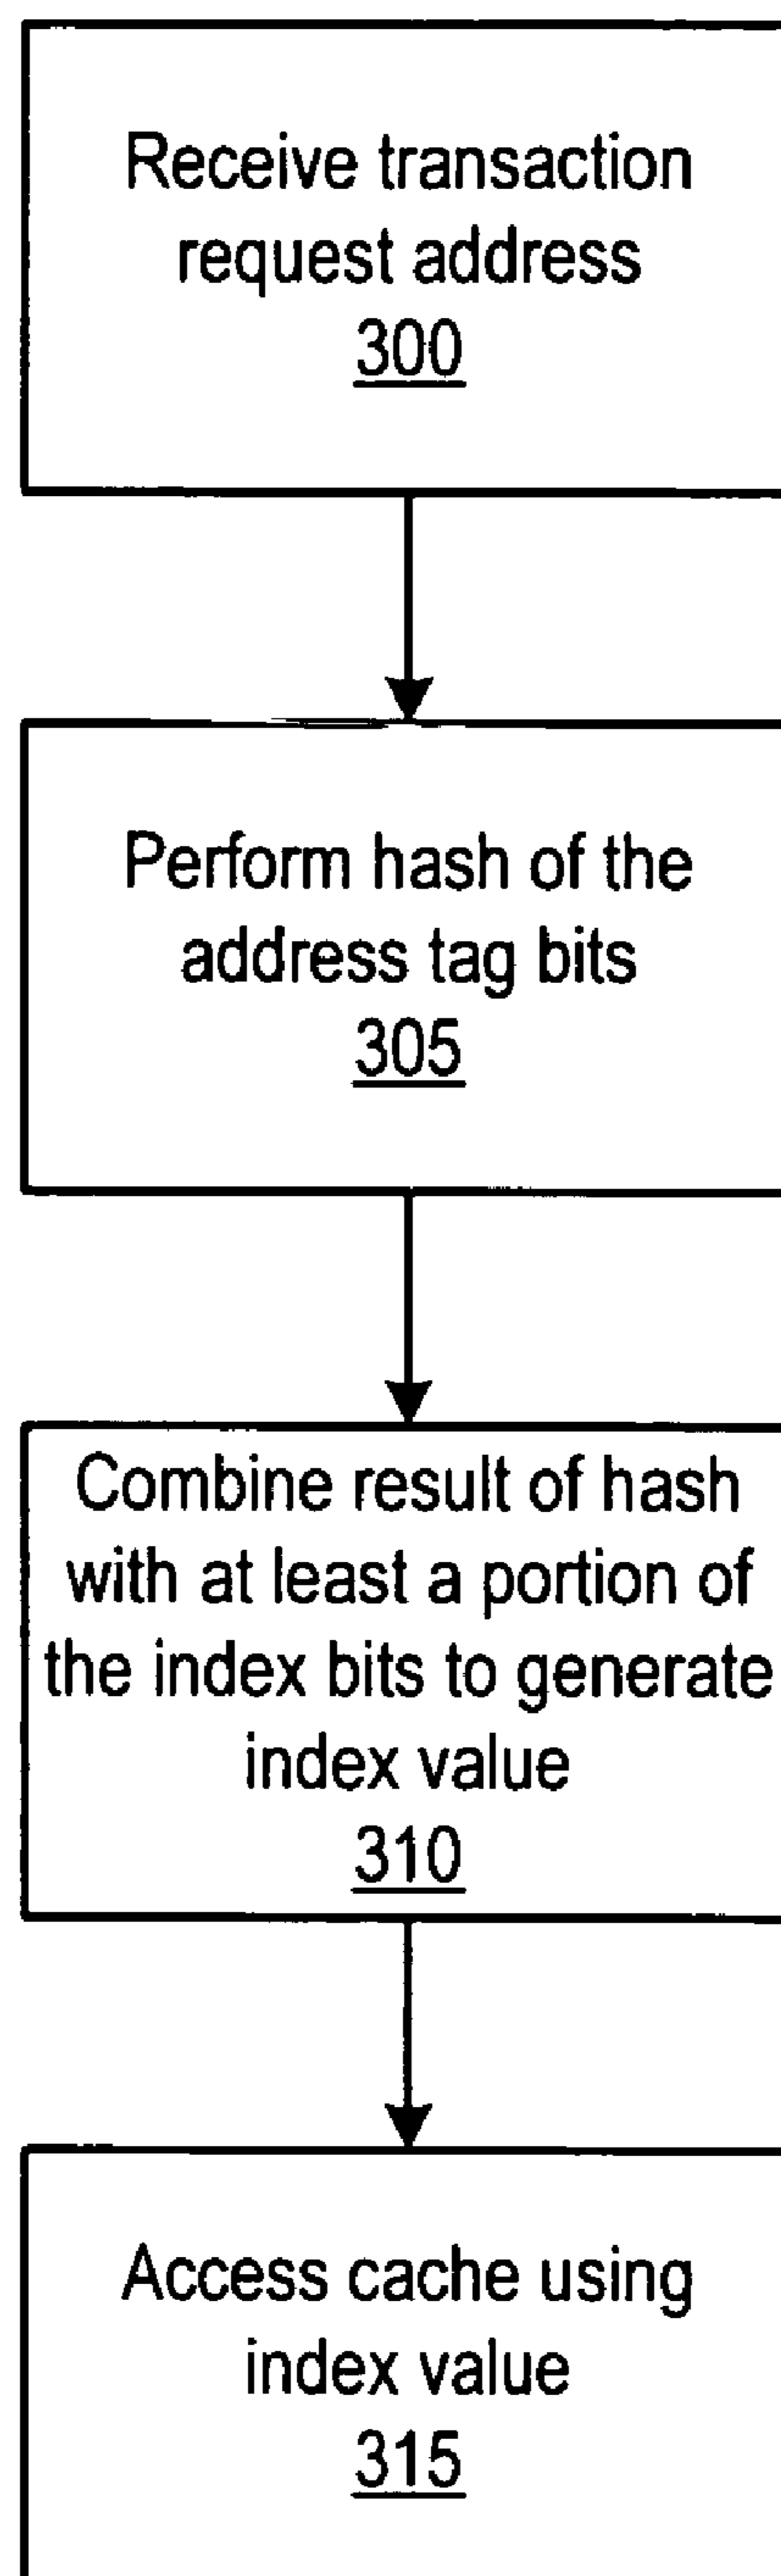 Receive transaction
request address
300
Perform hash of the
address tag bits
305
Combine result of hash
with at least a portion of
the index bits to generate
index value
310
Access cache using
index value
315